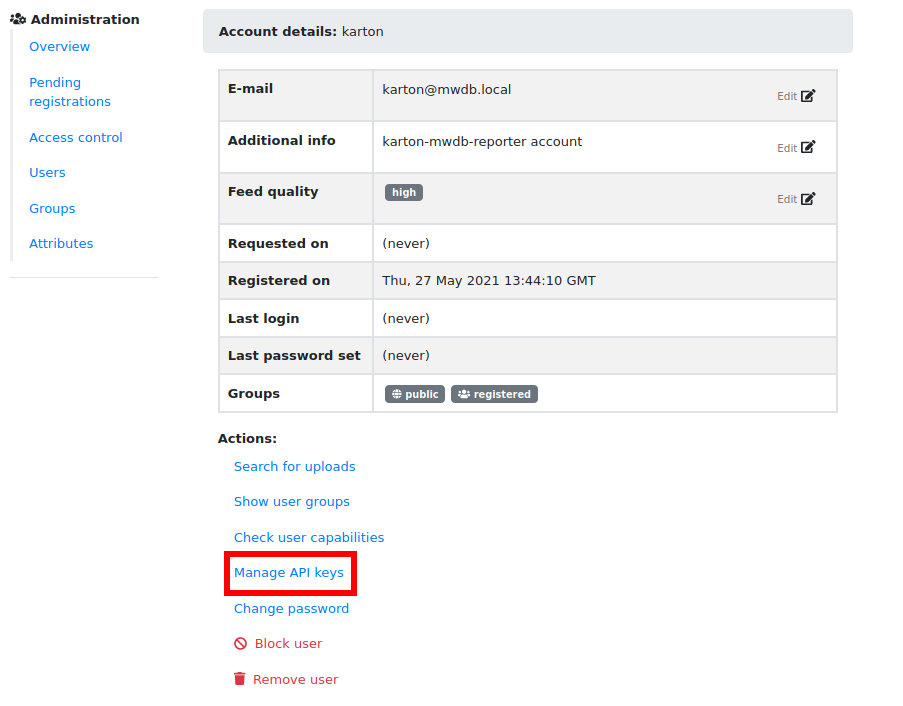 Administration
Overview
Pending
registrations
Access control
Users
Groups
Attributes
Account details: karton
E-mail karton@mwdb.local Edit
Additional info karton-mwdb-reporter account Edit
Feed quality high Edit
Requested on (never)
Registered on Thu, 27 May 2021 13:44:10 GMT
Last login (never)
Last password set (never)
Groups public registered
Actions:
Search for uploads
Show user groups
Check user capabilities
Manage API keys
Change password
Block user
Remove user